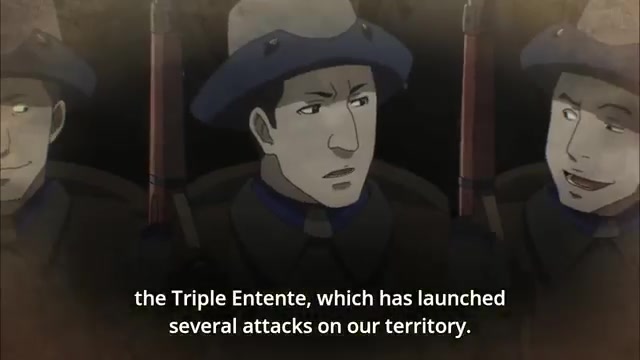 the Triple Entente, which has launched
several attacks on our territory.